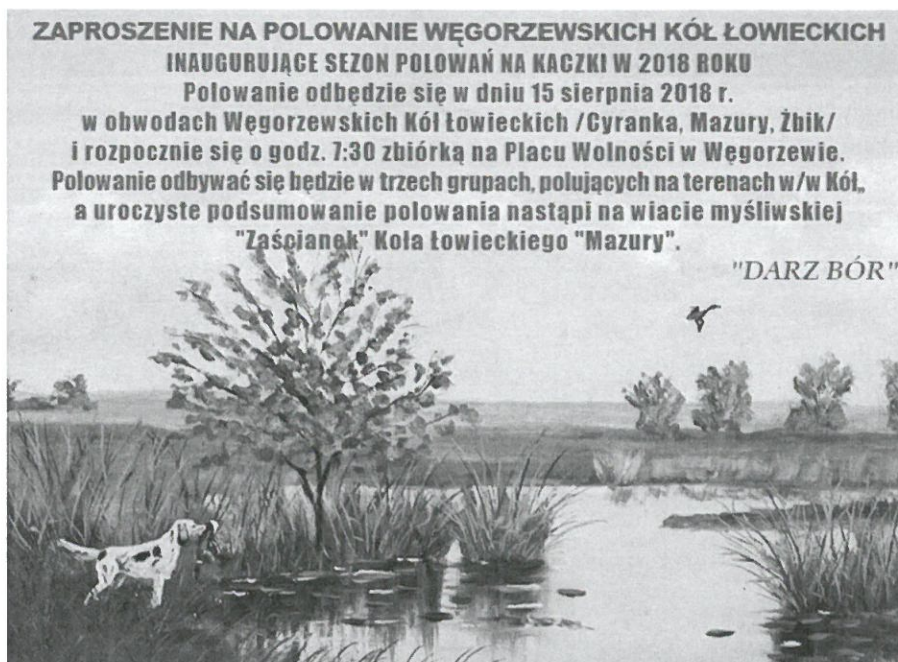 ZAPROSZENIE NA POLOWANIE WĘGORZEWSKICH KÓŁ ŁOWIECKICH
INAUGURUJĄCE SEZON POLOWAŃ NA KACZKI W 2018 ROKU
Polowanie odbędzie się w dniu 15 sierpnia 2018 r.
w obwodach Węgorzewskich Kół Łowieckich /Cyranka, Mazury, Żbik/
i rozpocznie się o godz. 7:30 zbiórką na Placu Wolności w Węgorzewie.
Polowanie odbywać się będzie w trzech grupach, polujących na terenach w/w Kół,,
a uroczyste podsumowanie polowania nastąpi na wiacie myśliwskiej
"Zaścianek" Koła Łowieckiego "Mazury".
"DARZ BÓR"